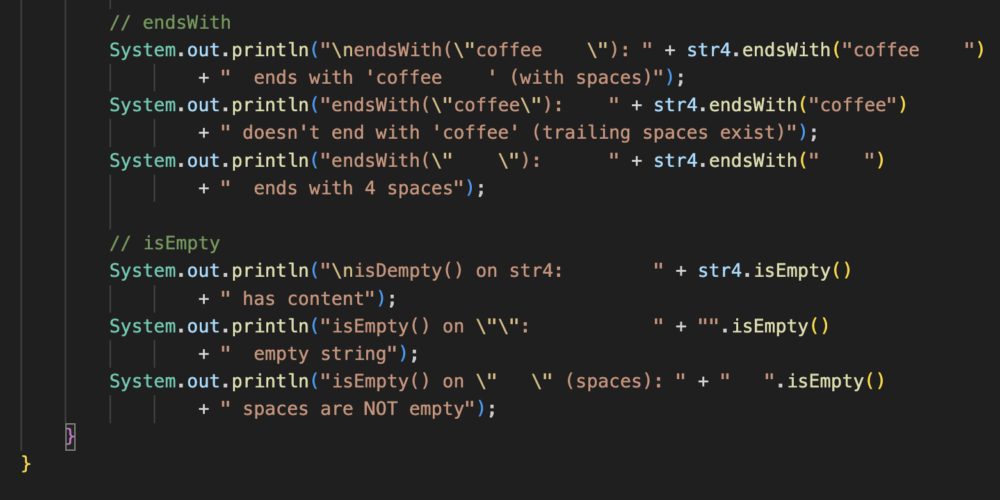 // endsWith
System.out.println("\nendsWith(\"coffee    \"): " + str4.endsWith("coffee    ")
        + "  ends with 'coffee    ' (with spaces)");
System.out.println("endsWith(\"coffee\"):    " + str4.endsWith("coffee")
        + " doesn't end with 'coffee' (trailing spaces exist)");
System.out.println("endsWith(\"    \"):      " + str4.endsWith("    ")
        + "  ends with 4 spaces");
// isEmpty
System.out.println("\nisDempty() on str4:        " + str4.isEmpty()
        + " has content");
System.out.println("isEmpty() on \"\":           " + "".isEmpty()
        + "  empty string");
System.out.println("isEmpty() on \"   \" (spaces): " + "   ".isEmpty()
        + " spaces are NOT empty");
}
}